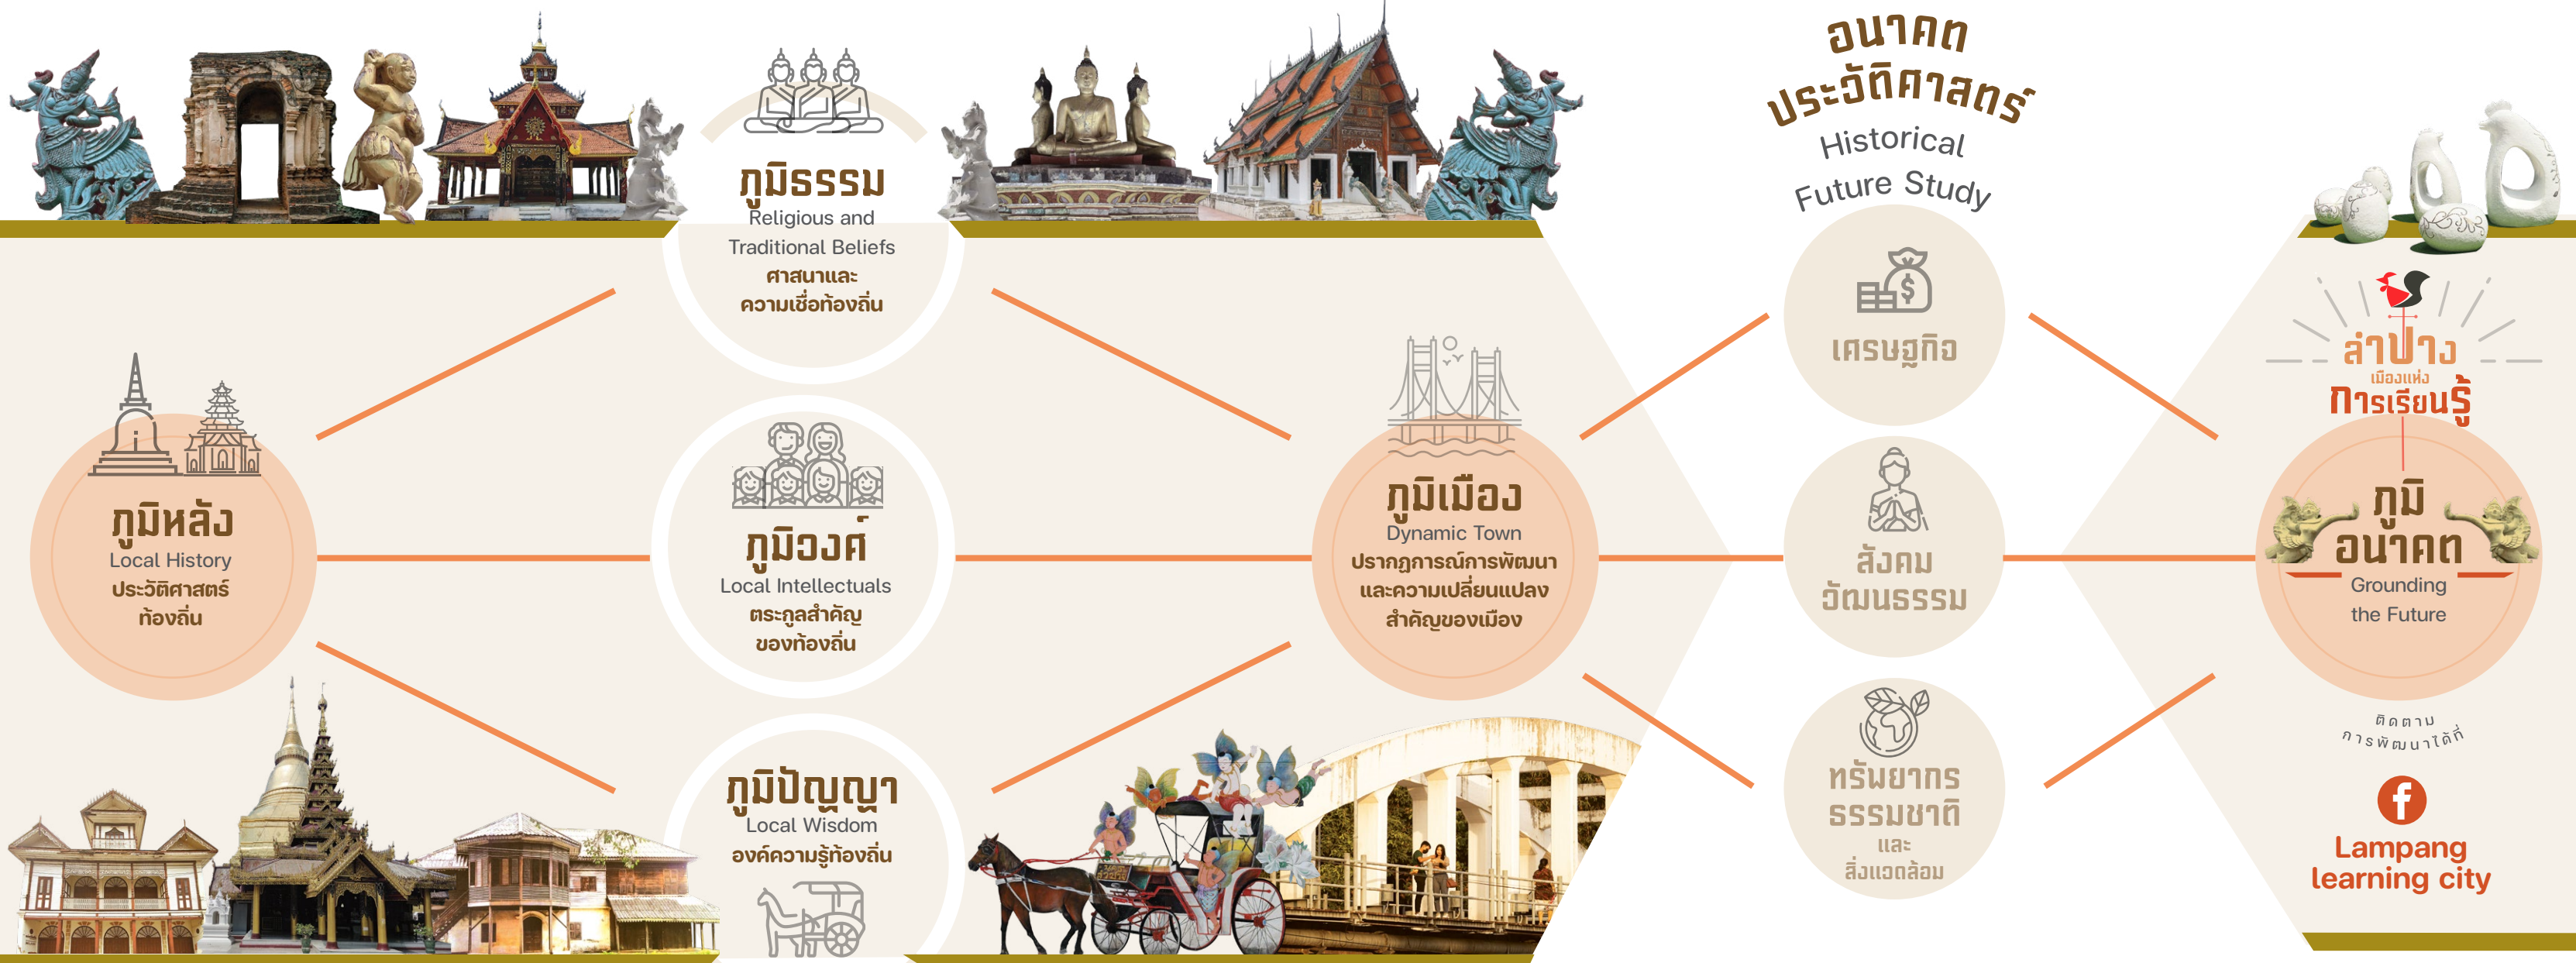 ภูมิหลัง
Local History
ประวัติศาสตร์
ท้องถิ่น
ภูมิธรรม
Religious and
Traditional Beliefs
ศาสนาและ
ความเชื่อท้องถิ่น
ภูมิวงศ์
Local Intellectuals
ตระกูลสำคัญ
ของท้องถิ่น
ภูมิปัญญา
Local Wisdom
องค์ความรู้ท้องถิ่น
ภูมิเมือง
Dynamic Town
ปรากฏการณ์การพัฒนา
และความเปลี่ยนแปลง
สำคัญของเมือง
อนาคต
ประวัติศาสตร์
Historical
Future Study
$
เศรษฐกิจ
สังคม
วัฒนธรรม
ทรัพยากร
ธรรมชาติ
และ
สิ่งแวดล้อม
ลำปาง
เมืองแห่ง
การเรียนรู้
ภูมิ
อนาคต
Grounding
the Future
ติดตาม
การพัฒนาได้ที่
f
Lampang
learning city